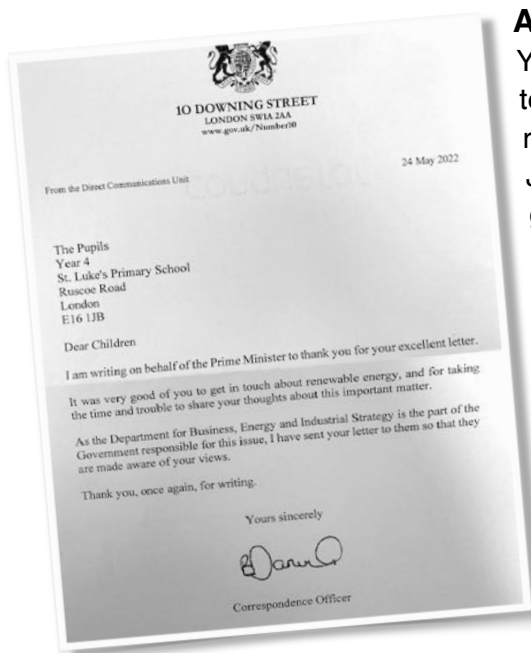 10 DOWNING STREET
LONDON SW1A 2AA
www.gov.uk/Number10
From the Direct Communications Unit
24 May 2022
The Pupils
Year 4
St. Luke's Primary School
Ruscoe Road
London
E16 1JB
Dear Children
I am writing on behalf of the Prime Minister to thank you for your excellent letter.
It was very good of you to get in touch about renewable energy, and for taking
the time and trouble to share your thoughts about this important matter.
As the Department for Business, Energy and Industrial Strategy is the part of the
Government responsible for this issue, I have sent your letter to them so that they
are made aware of your views.
Thank you, once again, for writing.
Yours sincerely
Correspondence Officer